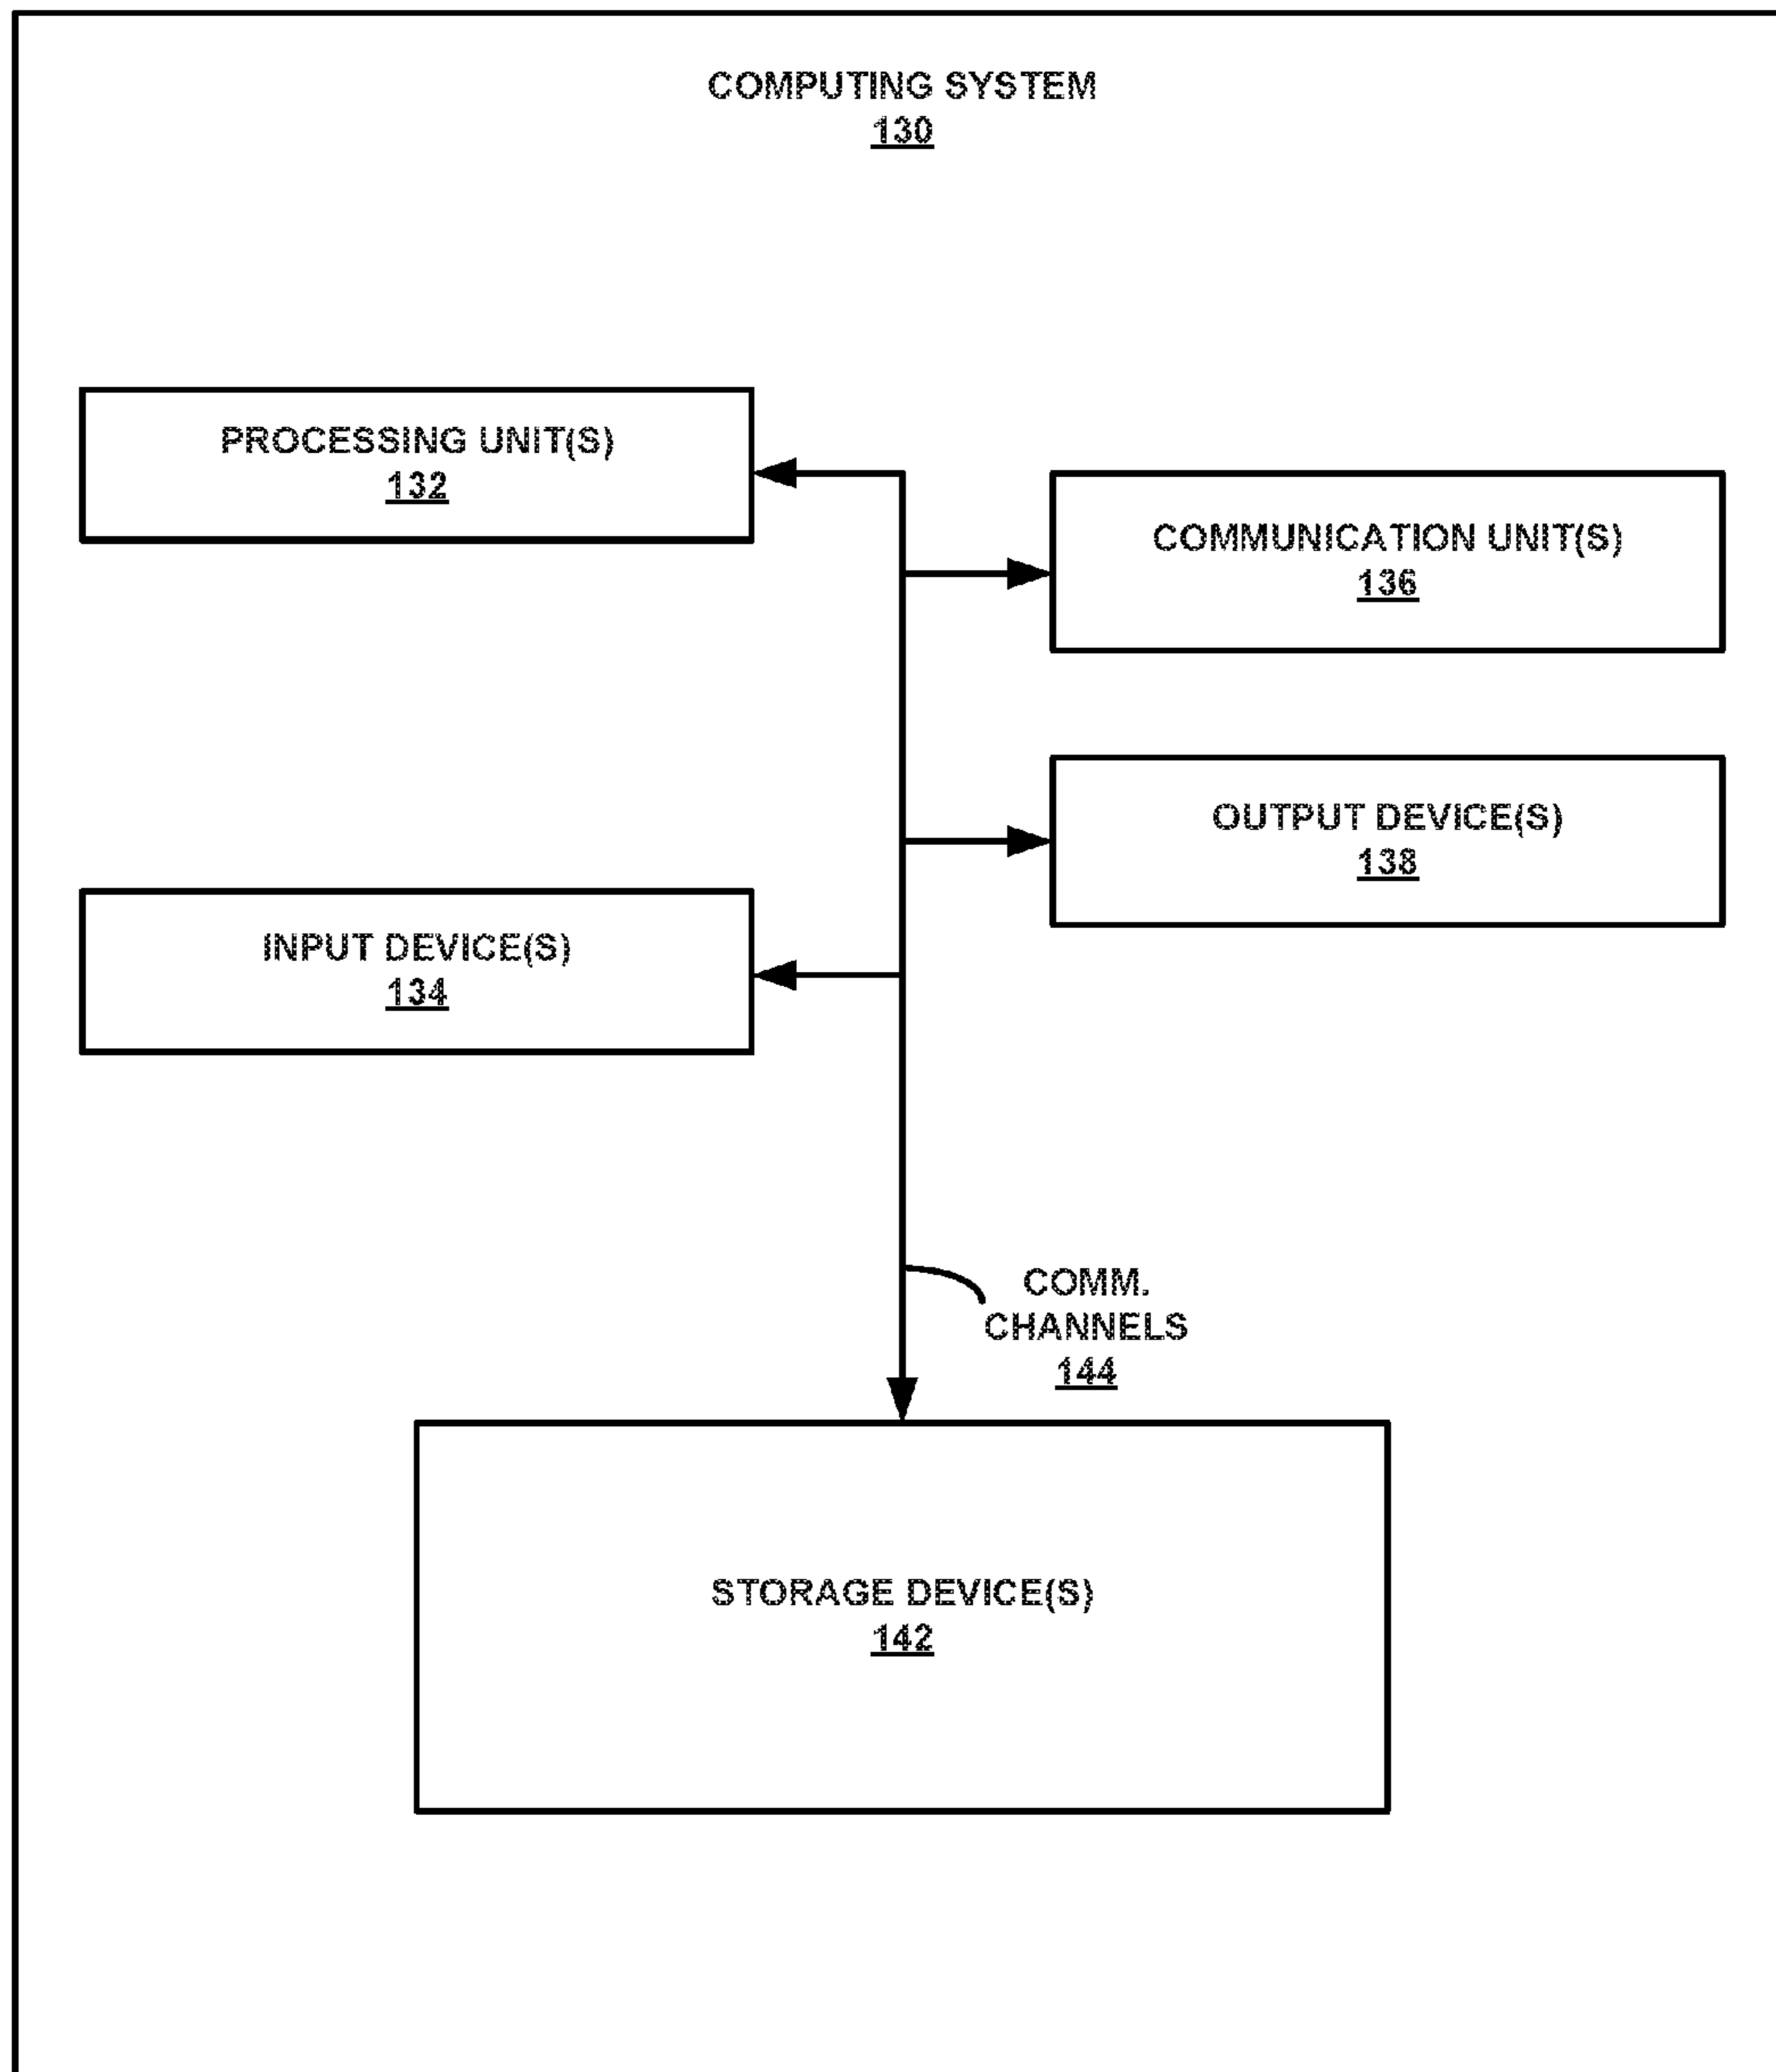 COMPUTING SYSTEM
130
PROCESSING UNIT(S)
132
COMMUNICATION UNIT(S)
136
OUTPUT DEVICE(S)
138
INPUT DEVICE(S)
134
COMM.
CHANNELS
144
STORAGE DEVICE(S)
142